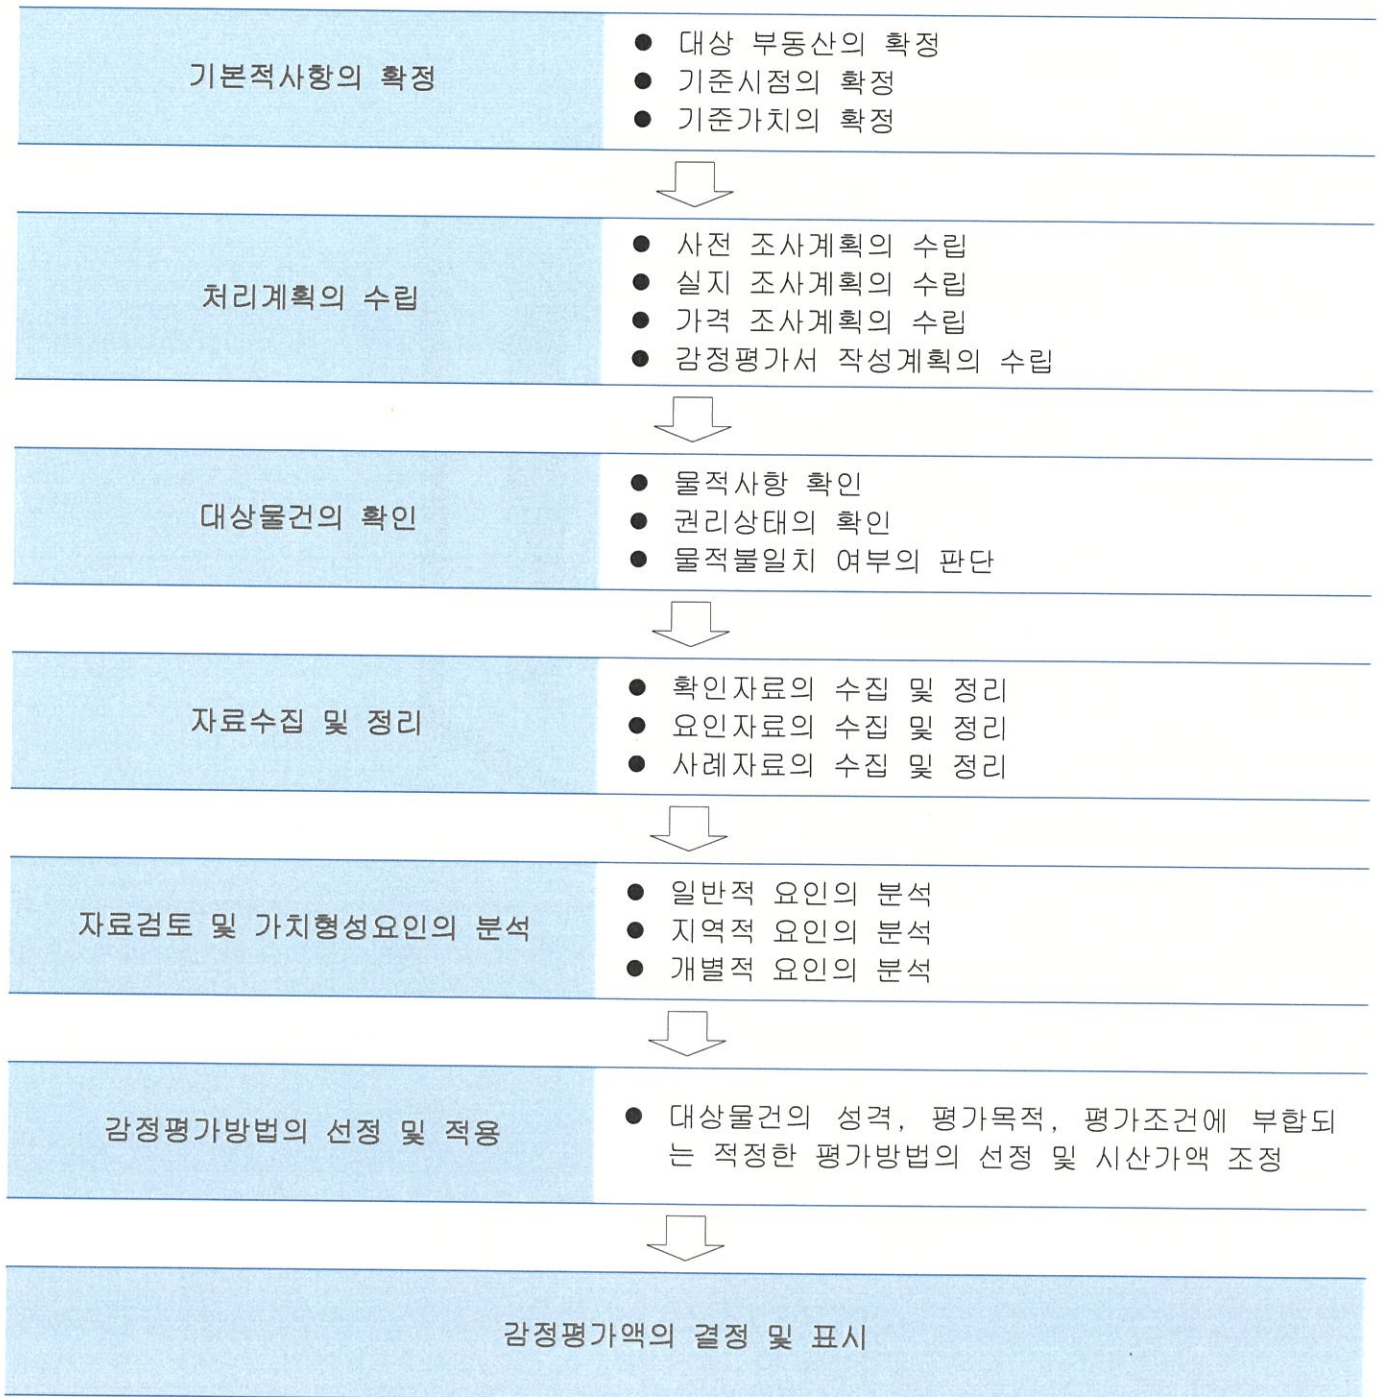 기본적사항의 확정
● 대상 부동산의 확정
● 기준시점의 확정
● 기준가치의 확정
처리계획의 수립
● 사전 조사계획의 수립
● 실지 조사계획의 수립
● 가격 조사계획의 수립
● 감정평가서 작성계획의 수립
대상물건의 확인
● 물적사항 확인
● 권리상태의 확인
● 물적불일치 여부의 판단
자료수집 및 정리
● 확인자료의 수집 및 정리
● 요인자료의 수집 및 정리
● 사례자료의 수집 및 정리
자료검토 및 가치형성요인의 분석
● 일반적 요인의 분석
● 지역적 요인의 분석
● 개별적 요인의 분석
감정평가방법의 선정 및 적용
● 대상물건의 성격, 평가목적, 평가조건에 부합되
는 적정한 평가방법의 선정 및 시산가액 조정
감정평가액의 결정 및 표시